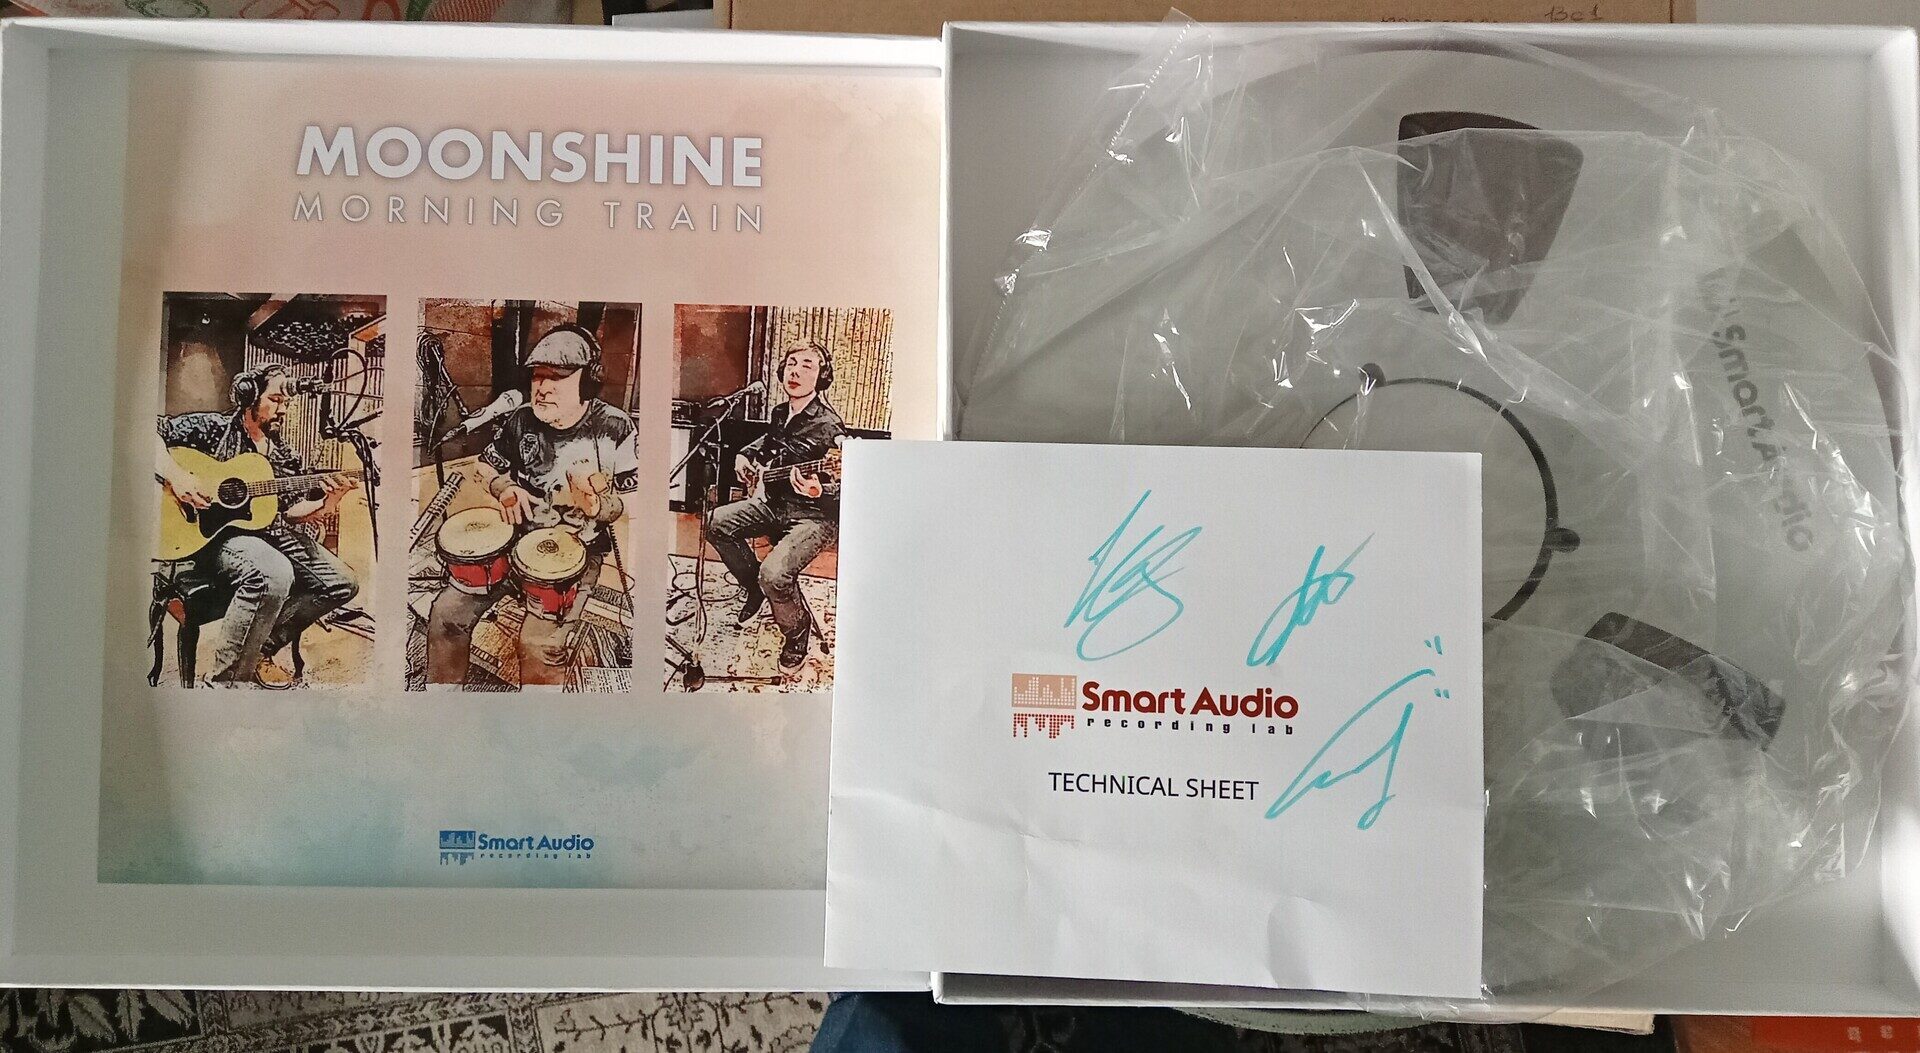 MOONSHINE
MORNING TRAIN
Smart Audio
recording lab
Smart Audio
Smart Audio
recording lab
TECHNICAL SHEET